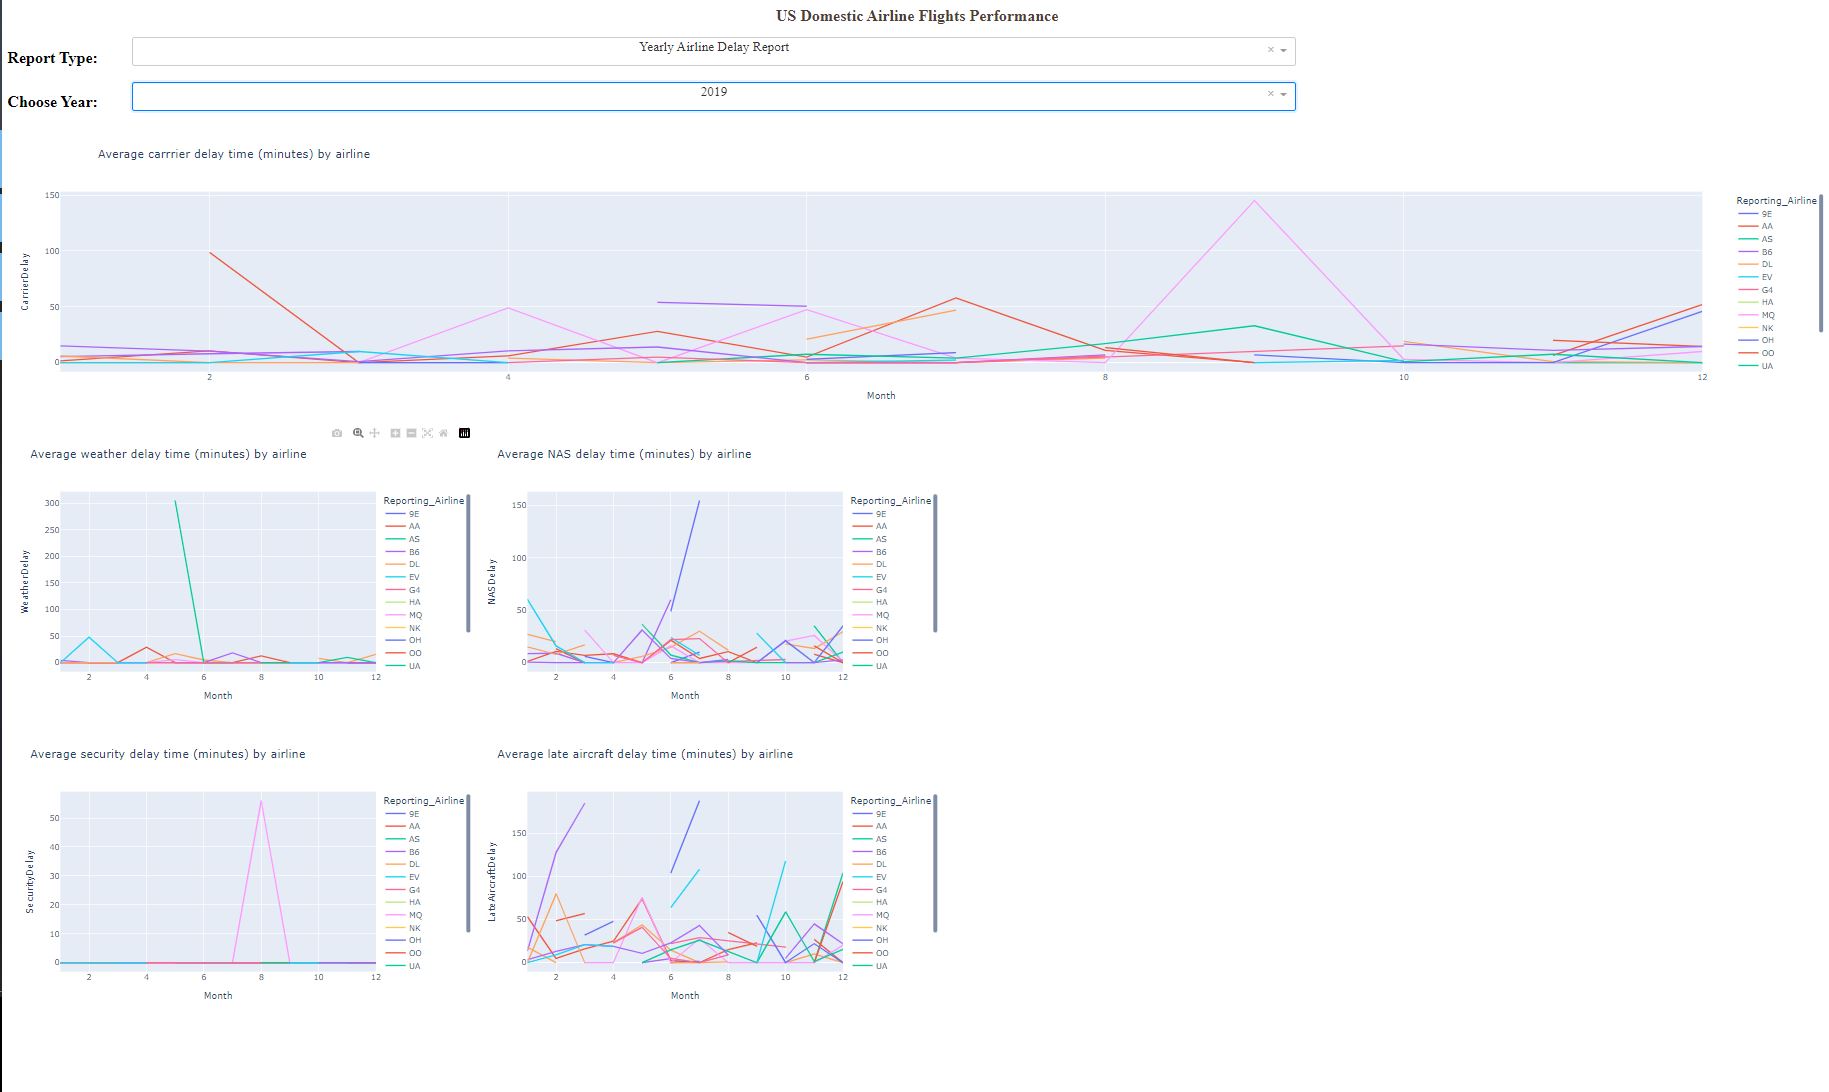 US Domestic Airline Flights Performance
Report Type:
Yearly Airline Delay Report
×
Choose Year:
2019
×
Average carrrier delay time (minutes) by airline
CarrierDelay
150
100
50
0
2
4
6
8
10
12
Month
Reporting_Airline
9E
AA
AS
B6
DL
EV
G4
HA
MQ
NK
OH
OO
UA
Average weather delay time (minutes) by airline
WeatherDelay
300
250
200
150
100
50
0
2
4
6
8
10
12
Month
Reporting_Airline
9E
AA
AS
B6
DL
EV
G4
HA
MQ
NK
OH
OO
UA
Average NAS delay time (minutes) by airline
NASDelay
150
100
50
0
2
4
6
8
10
12
Month
Reporting_Airline
9E
AA
AS
B6
DL
EV
G4
HA
MQ
NK
OH
OO
UA
Average security delay time (minutes) by airline
SecurityDelay
50
40
30
20
10
0
2
4
6
8
10
12
Month
Reporting_Airline
9E
AA
AS
B6
DL
EV
G4
HA
MQ
NK
OH
OO
UA
Average late aircraft delay time (minutes) by airline
LateAircraftDelay
150
100
50
0
2
4
6
8
10
12
Month
Reporting_Airline
9E
AA
AS
B6
DL
EV
G4
HA
MQ
NK
OH
OO
UA